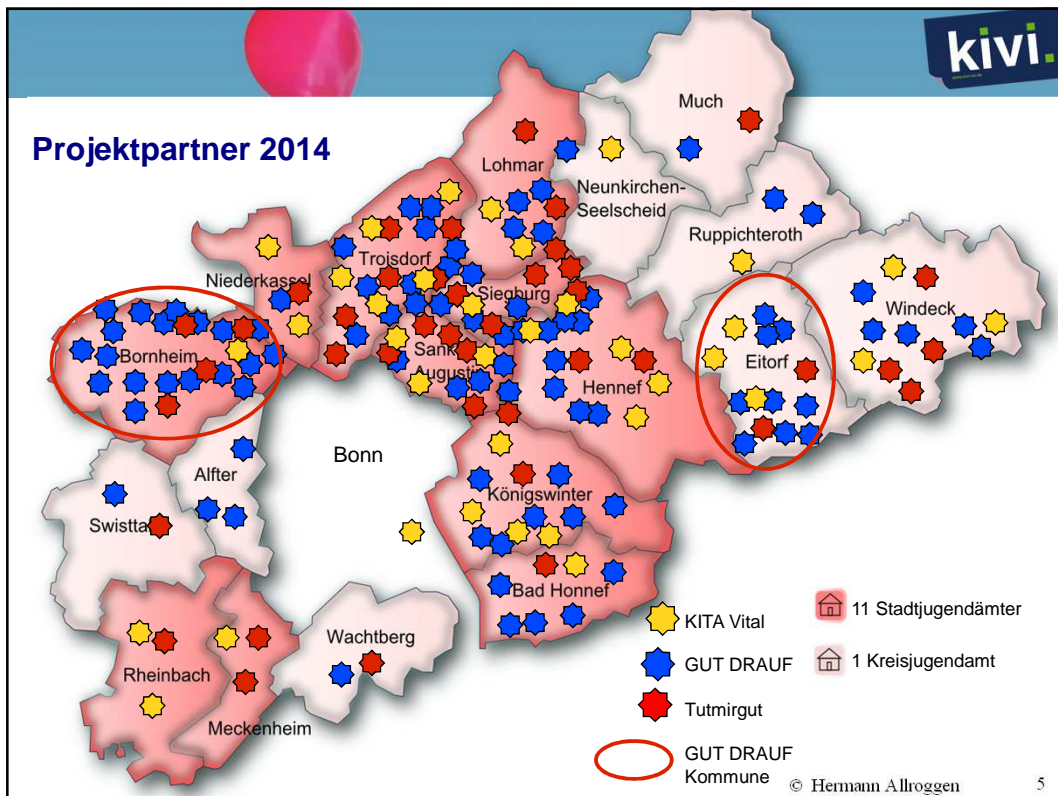 kivi.
Projektpartner 2014
Much
Lohmar
Neunkirchen-
Seelscheid
Ruppichteroth
Troisdorf
Niederkassel
Siegburg
Windeck
Bornheim
Sankt
Augustin
Eitorf
Hennef
Bonn
Alfter
Königswinter
Swistta
Bad Honnef
Wachtberg
Rheinbach
Meckenheim
KITA Vital
GUT DRAUF
Tutmirgut
GUT DRAUF
Kommune
11 Stadtjugendämter
1 Kreisjugendamt
© Hermann Allroggen
5